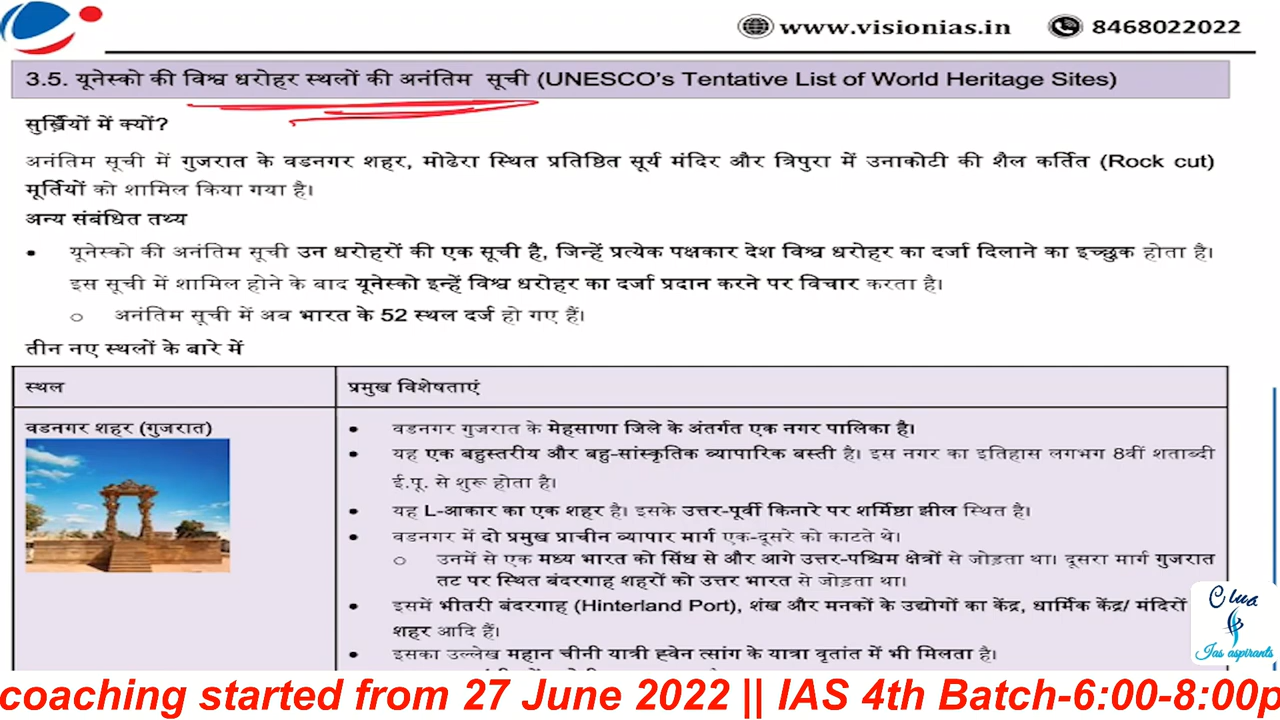 www.visionias.in 8468022022
3.5. यूनेस्को की विश्व धरोहर स्थलों की अनंतिम सूची (UNESCO's Tentative List of World Heritage Sites)
सुर्ख़ियों में क्यों?
अनंतिम सूची में गुजरात के वडनगर शहर, मोढेरा स्थित प्रतिष्ठित सूर्य मंदिर और त्रिपुरा में उनाकोटी की शैल कर्तित (Rock cut)
मूर्तियों को शामिल किया गया है।
अन्य संबंधित तथ्य
• यूनेस्को की अनंतिम सूची उन धरोहरों की एक सूची है, जिन्हें प्रत्येक पक्षकार देश विश्व धरोहर का दर्जा दिलाने का इच्छुक होता है।
इस सूची में शामिल होने के बाद यूनेस्को इन्हें विश्व धरोहर का दर्जा प्रदान करने पर विचार करता है।
o अनंतिम सूची में अब भारत के 52 स्थल दर्ज हो गए हैं।
तीन नए स्थलों के बारे में
स्थल प्रमुख विशेषताएं
वडनगर शहर (गुजरात)
• वडनगर गुजरात के मेहसाणा जिले के अंतर्गत एक नगर पालिका है।
• यह एक बहुस्तरीय और बहु-सांस्कृतिक व्यापारिक बस्ती है। इस नगर का इतिहास लगभग 8वीं शताब्दी
ई.पू. से शुरू होता है।
• यह L-आकार का एक शहर है। इसके उत्तर-पूर्वी किनारे पर शर्मिष्ठा झील स्थित है।
• वडनगर में दो प्रमुख प्राचीन व्यापार मार्ग एक-दूसरे को काटते थे।
o उनमें से एक मध्य भारत को सिंध से और आगे उत्तर-पश्चिम क्षेत्रों से जोड़ता था। दूसरा मार्ग गुजरात
तट पर स्थित बंदरगाह शहरों को उत्तर भारत से जोड़ता था।
• इसमें भीतरी बंदरगाह (Hinterland Port), शंख और मनकों के उद्योगों का केंद्र, धार्मिक केंद्र/ मंदिरों
शहर आदि हैं।
• इसका उल्लेख महान चीनी यात्री ह्वेन त्सांग के यात्रा वृतांत में भी मिलता है।
Ias aspirants
coaching started from 27 June 2022 || IAS 4th Batch-6:00-8:00p